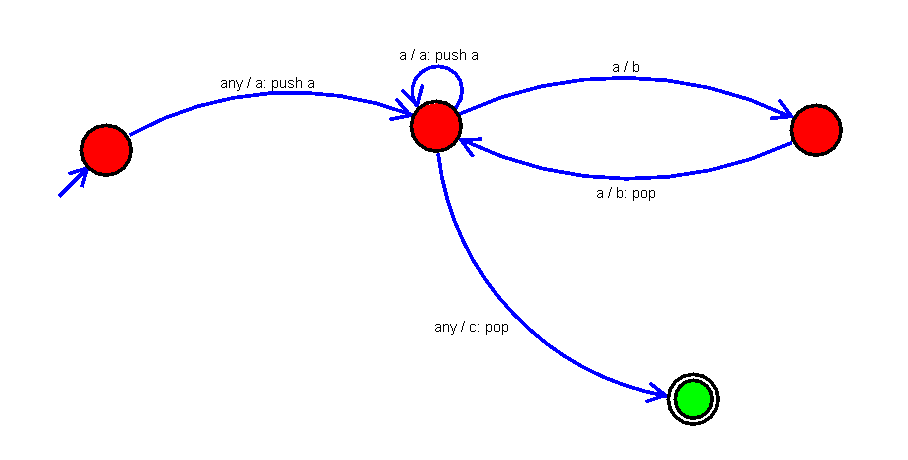 a / a: push a
a / b
any / a: push a
a / b: pop
any / c: pop